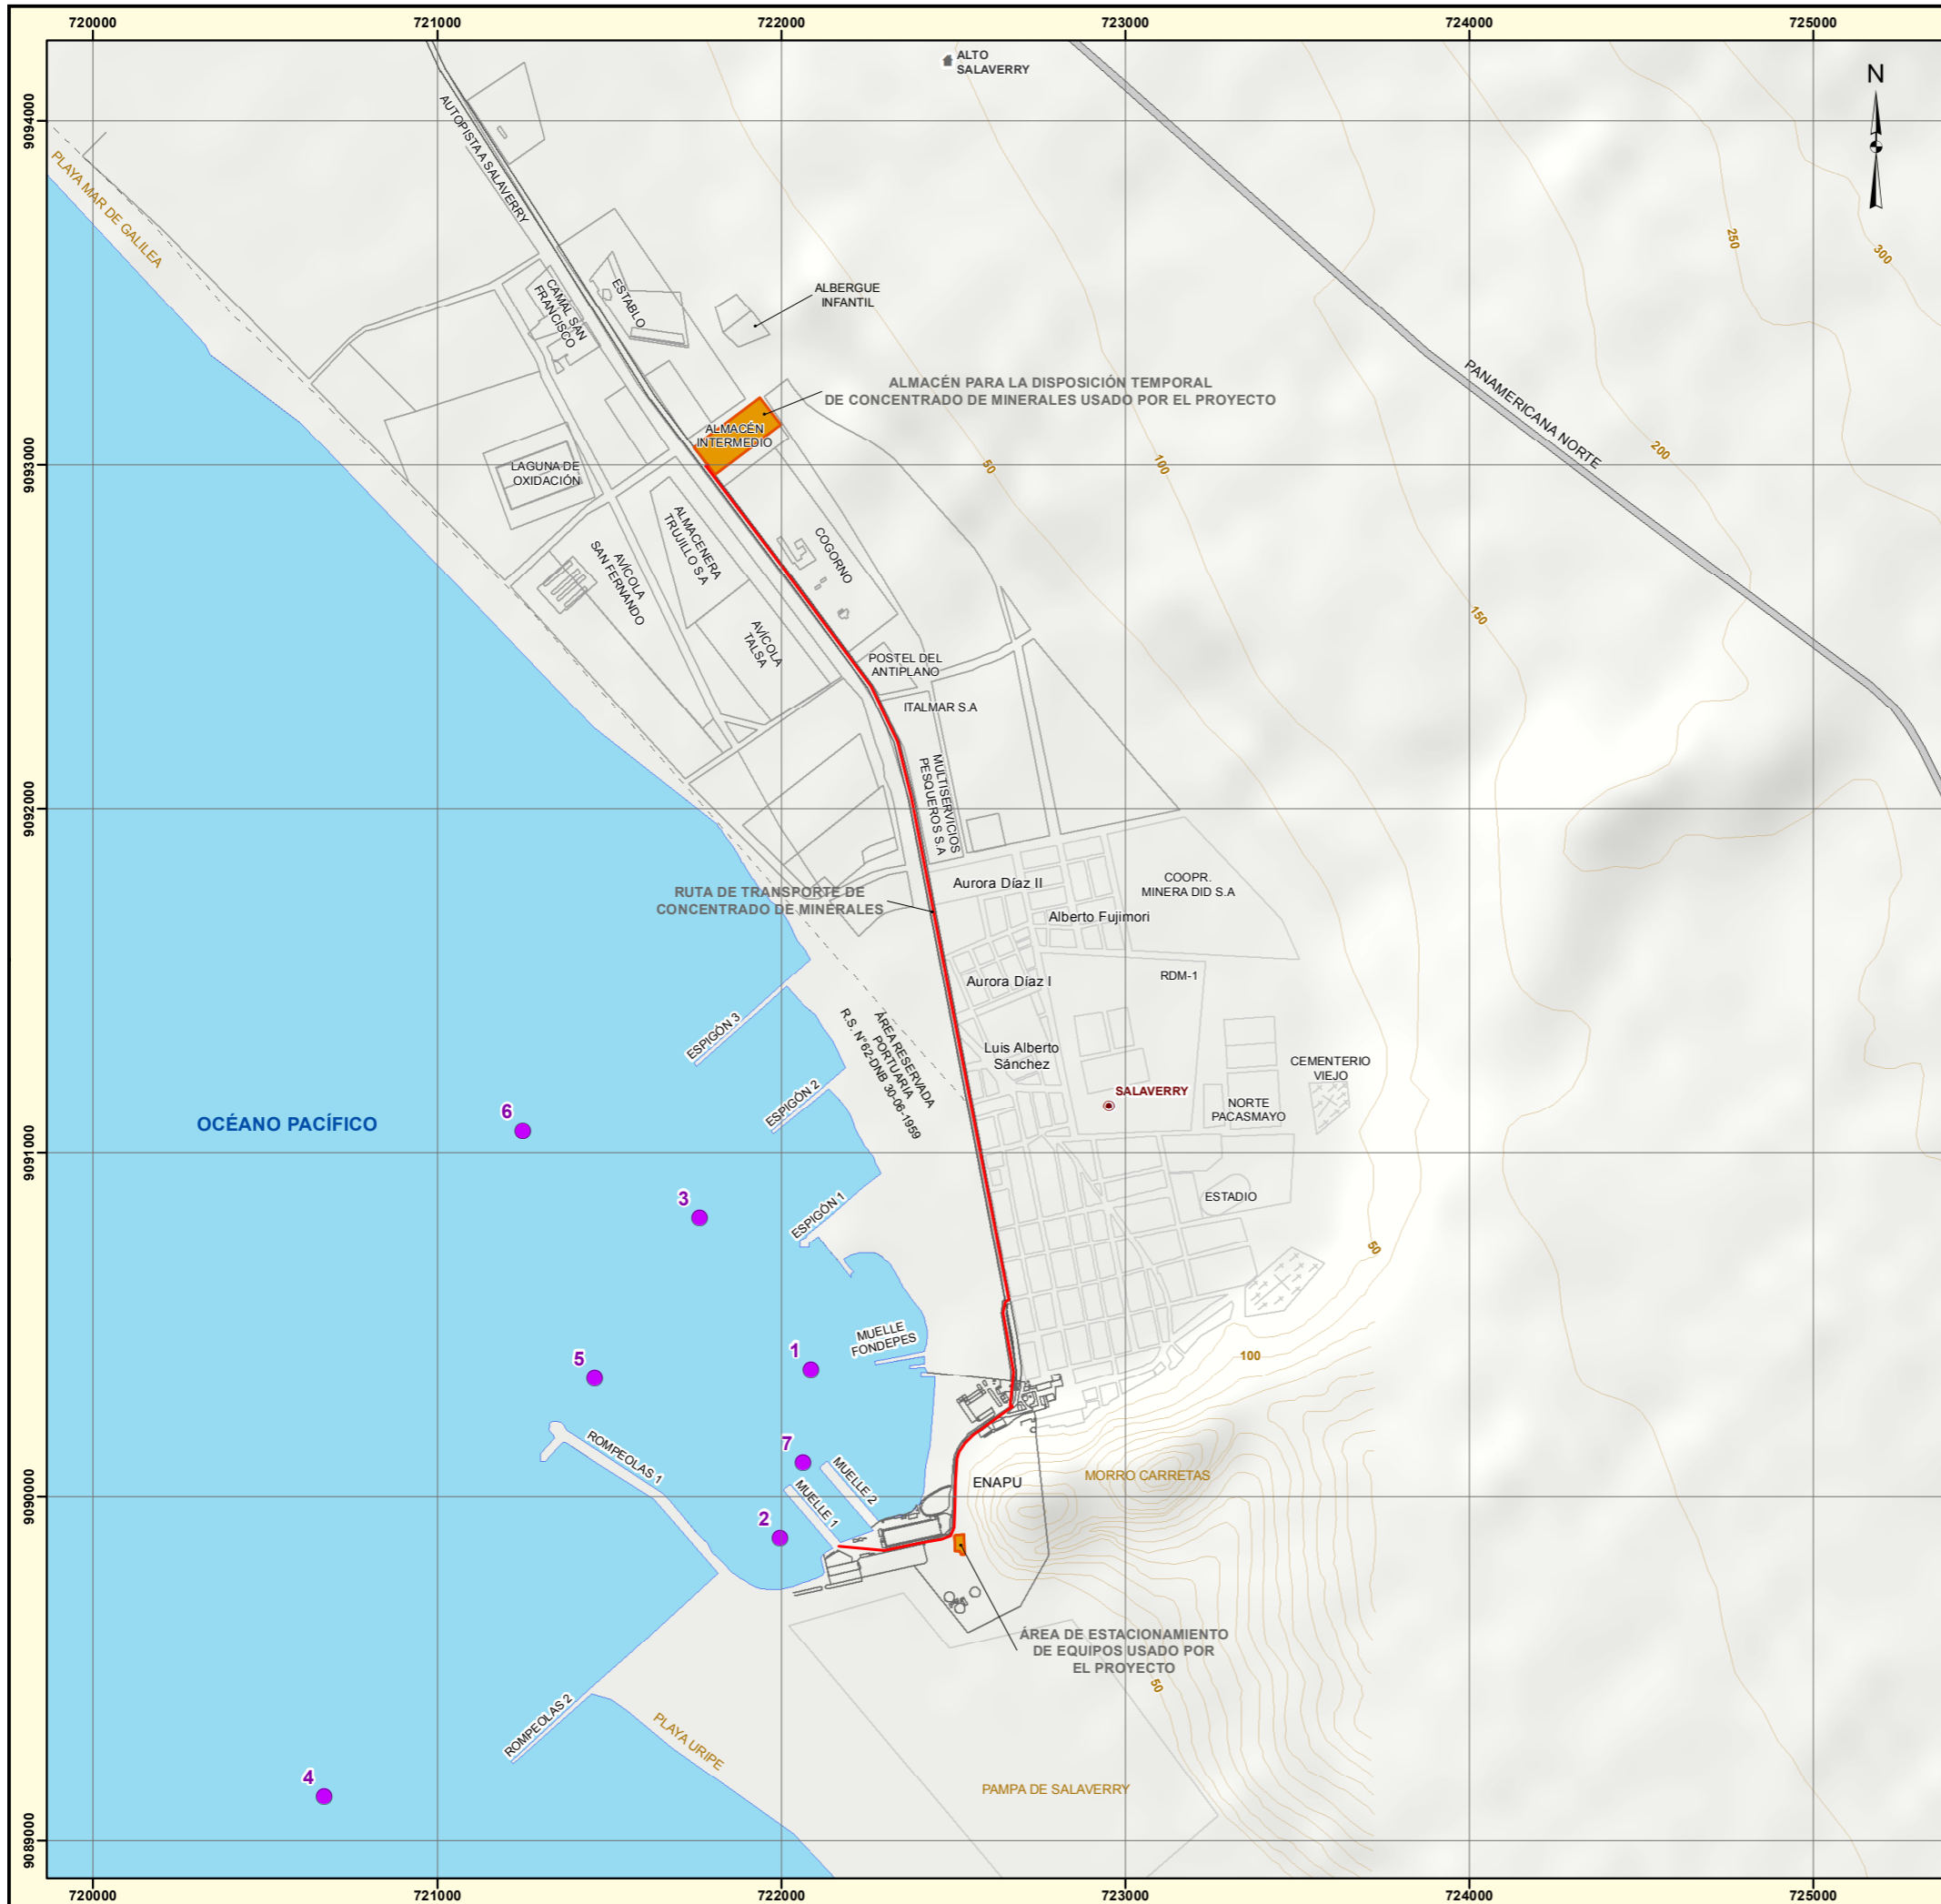 720000
721000
722000
723000
724000
725000
ALTO
SALAVERRY
N
9094000
AUTOPISTA A SALAVERRY
PLAYA MAR DE GALILEA
250
300
CAMAL SAN
FRANCISCO
ESTABLO
ALBERGUE
INFANTIL
PANAMERICANA NORTE
ALMACÉN PARA LA DISPOSICIÓN TEMPORAL
DE CONCENTRADO DE MINERALES USADO POR EL PROYECTO
ALMACÉN
INTERMEDIO
9093000
LAGUNA DE
OXIDACIÓN
50
100
200
ALMACENERA
TRUJILLO S.A
AVÍCOLA
SAN FERNANDO
COGORNO
AVÍCOLA
TALSA
150
POSTEL DEL
ANTIPLANO
ITALMAR S.A
MULTISERVICIOS
PESQUEROS S.A
9092000
Aurora Díaz II
COOPR.
MINERA DID S.A
RUTA DE TRANSPORTE DE
CONCENTRADO DE MINERALES
Alberto Fujimori
RDM-1
Aurora Díaz I
ESPIGÓN 3
ÁREA RESERVADA
PORTUARIA
R.S. N°62-DNB 30-06-1959
Luis Alberto
Sánchez
CEMENTERIO
VIEJO
ESPIGÓN 2
SALAVERRY
NORTE
PACASMAYO
6
OCÉANO PACÍFICO
9091000
3
ESPIGÓN 1
ESTADIO
50
MUELLE
FONDEPES
1
5
100
ROMPEOLAS 1
7
MUELLE 2
MUELLE 1
ENAPU
MORRO CARRETAS
9090000
2
ÁREA DE ESTACIONAMIENTO
DE EQUIPOS USADO POR
EL PROYECTO
50
ROMPEOLAS 2
PLAYA URIPE
4
PAMPA DE SALAVERRY
9089000
720000
721000
722000
723000
724000
725000